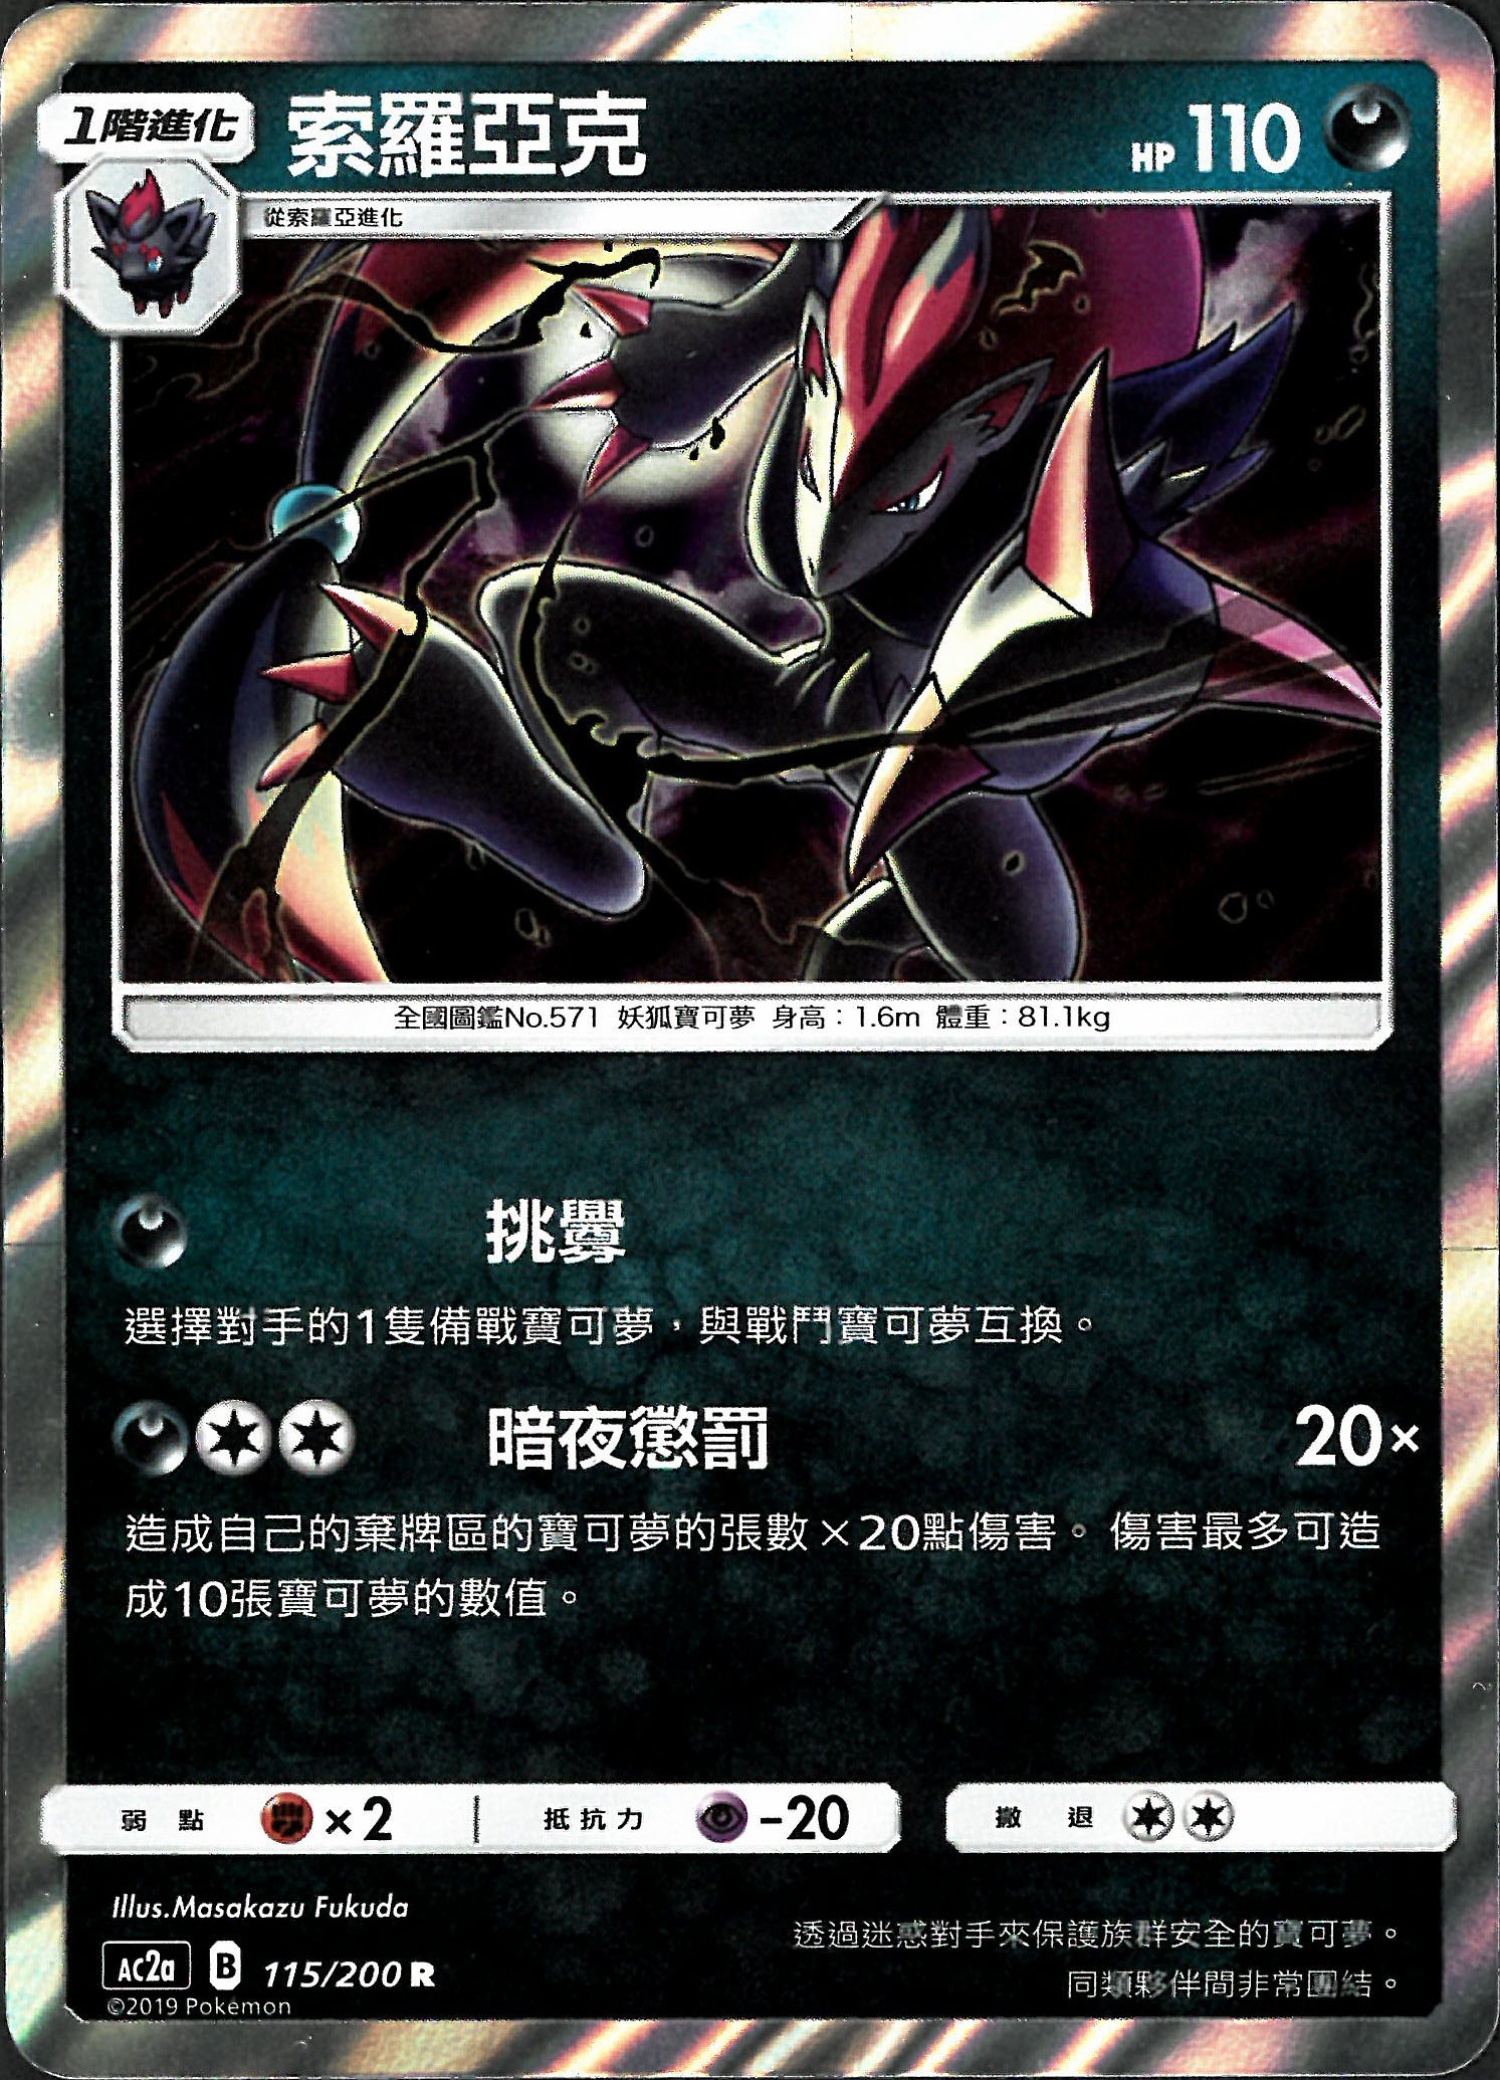 1階進化
索羅亞克
HP 110
從索羅亞進化
全國圖鑑No.571 妖狐寶可夢 身高：1.6m 體重：81.1kg
挑釁
選擇對手的1隻備戰寶可夢，與戰鬥寶可夢互換。
暗夜懲罰 20×
造成自己的棄牌區的寶可夢的張數×20點傷害。傷害最多可造
成10張寶可夢的數值。
弱點 ×2 抵抗力 -20 撤退
Illus.Masakazu Fukuda
透過迷惑對手來保護族群安全的寶可夢。
同類夥伴間非常團結。
AC2a B 115/200 R
©2019 Pokémon